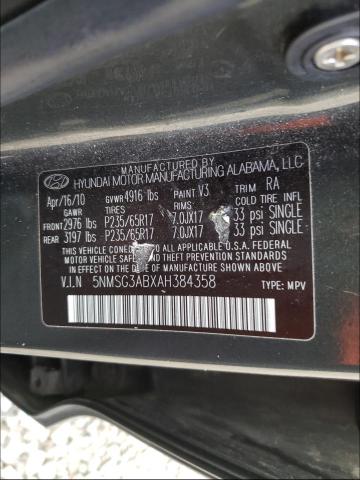 MANUFACTURED BY
HYUNDAI MOTOR MANUFACTURING ALABAMA, LLC
Apr/16/10 GVWR 4916 lbs PAINT V3 TRIM RA
GAWR TIRES RIMS COLD TIRE INFL
FRONT 2976 lbs P235/65R17 7.0JX17 33 psi SINGLE
REAR 3197 lbs P235/65R17 7.0JX17 33 psi SINGLE
THIS VEHICLE CONFORMS TO ALL APPLICABLE U.S. FEDERAL
MOTOR VEHICLE SAFETY AND THEFT PREVENTION STANDARDS
IN EFFECT ON THE DATE OF MANUFACTURE SHOWN ABOVE.
V.I.N 5NMSG3ABXAH384358 TYPE: MPV